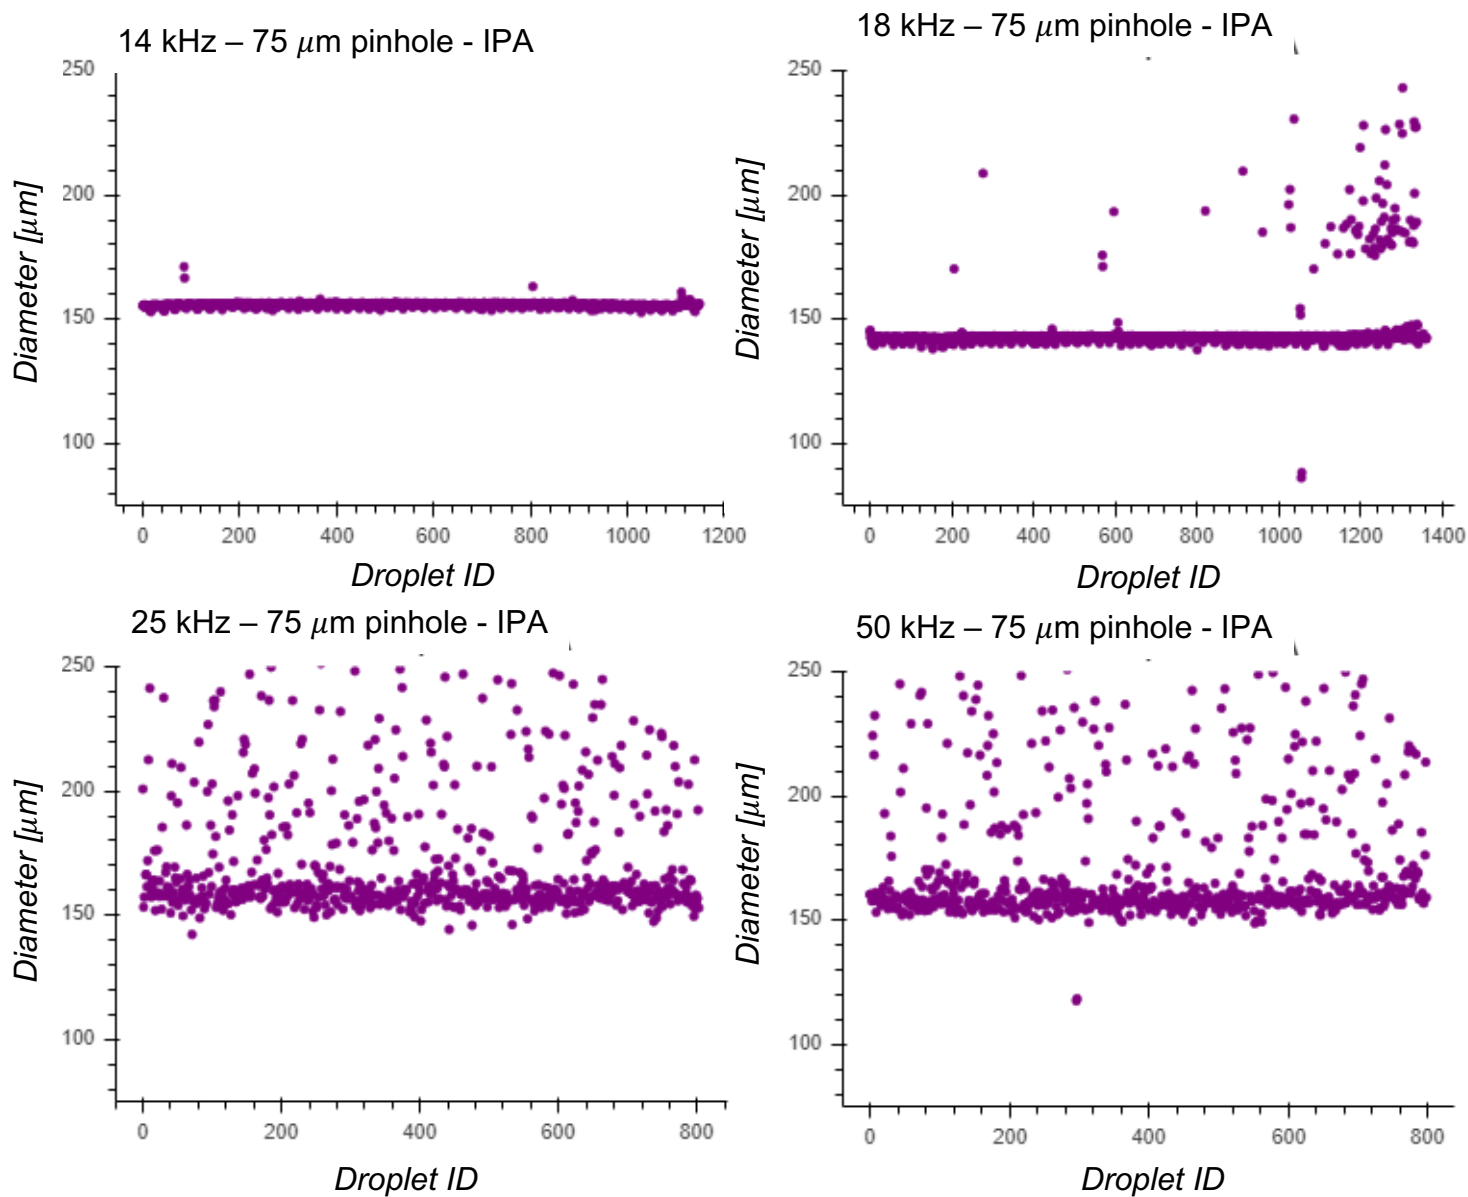 14 kHz – 75 μm pinhole - IPA
250
200
150
100
Diameter [μm]
0 200 400 600 800 1000 1200
Droplet ID
18 kHz – 75 μm pinhole - IPA
250
200
150
100
Diameter [μm]
0 200 400 600 800 1000 1200 1400
Droplet ID
25 kHz – 75 μm pinhole - IPA
250
200
150
100
Diameter [μm]
0 200 400 600 800
Droplet ID
50 kHz – 75 μm pinhole - IPA
250
200
150
100
Diameter [μm]
0 200 400 600 800
Droplet ID